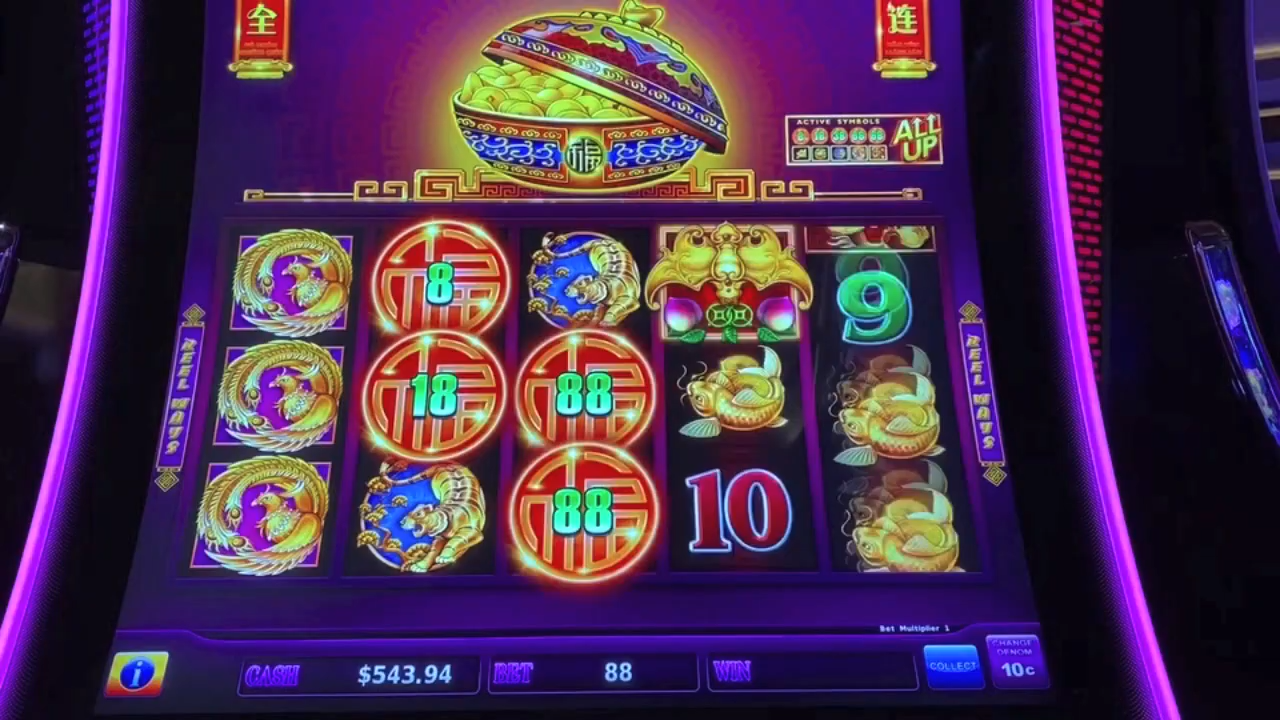 全
连
福
ACTIVE SYMBOLS
ALL UP
8
9
18
88
88
10
REEL WAYS
REEL WAYS
Bet Multiplier 1
i
CASH $543.94
BET 88
WIN
COLLECT
CHANGE
DENOM
10¢